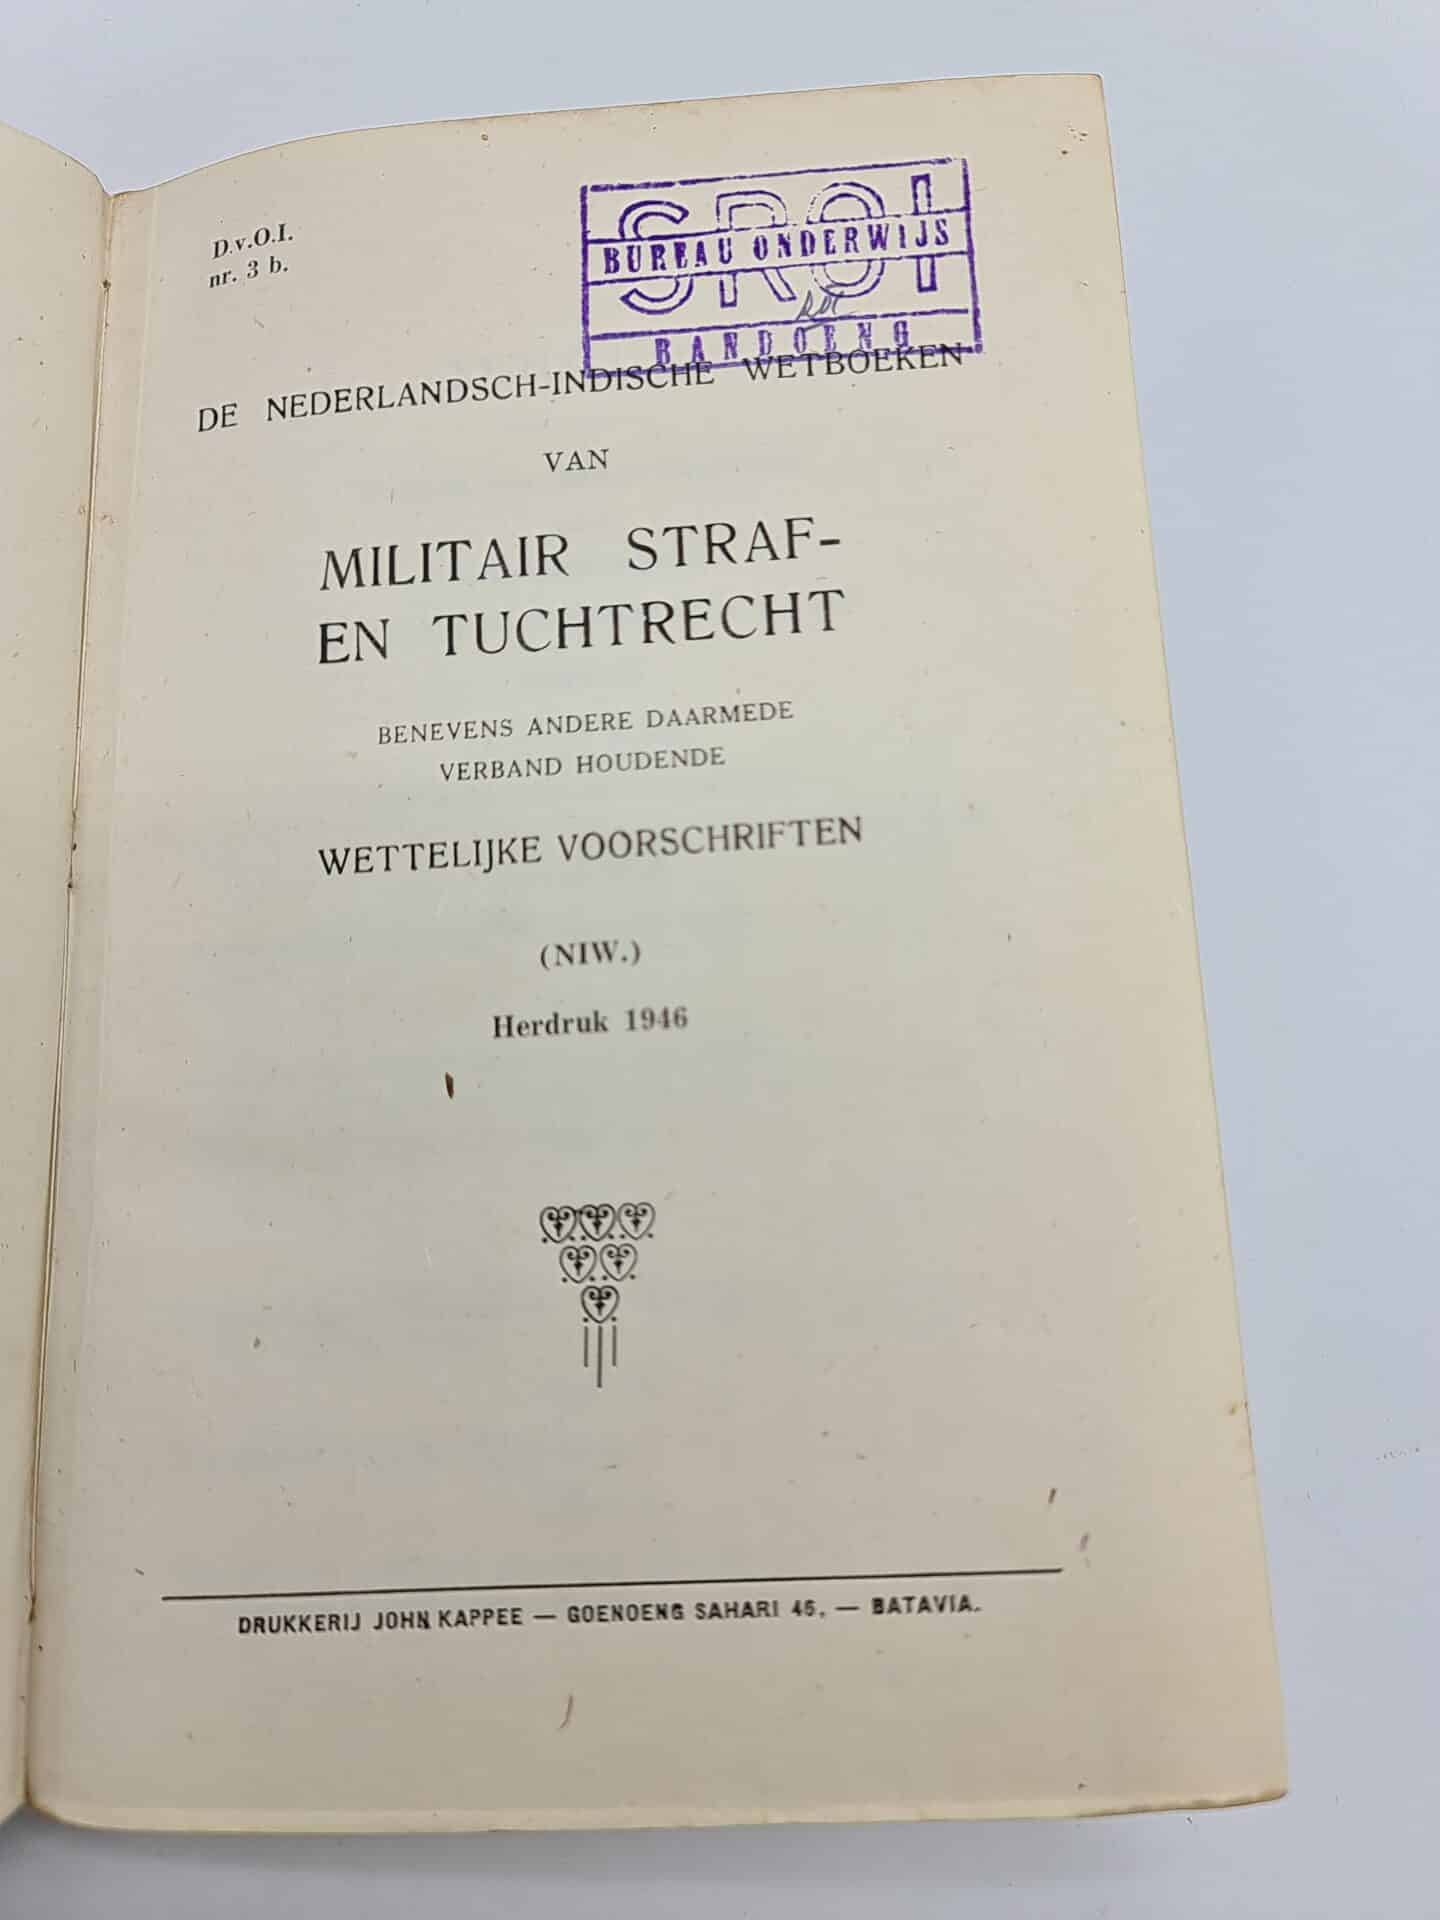 D.v.O.I.
nr. 3 b.
SROI
BUREAU ONDERWIJS
BANDOENG
DE NEDERLANDSCH-INDISCHE WETBOEKEN
VAN
MILITAIR STRAF-
EN TUCHTRECHT
BENEVENS ANDERE DAARMEDE
VERBAND HOUDENDE
WETTELIJKE VOORSCHRIFTEN
(NIW.)
Herdruk 1946
DRUKKERIJ JOHN KAPPEE — GOENOENG SAHARI 45, — BATAVIA.